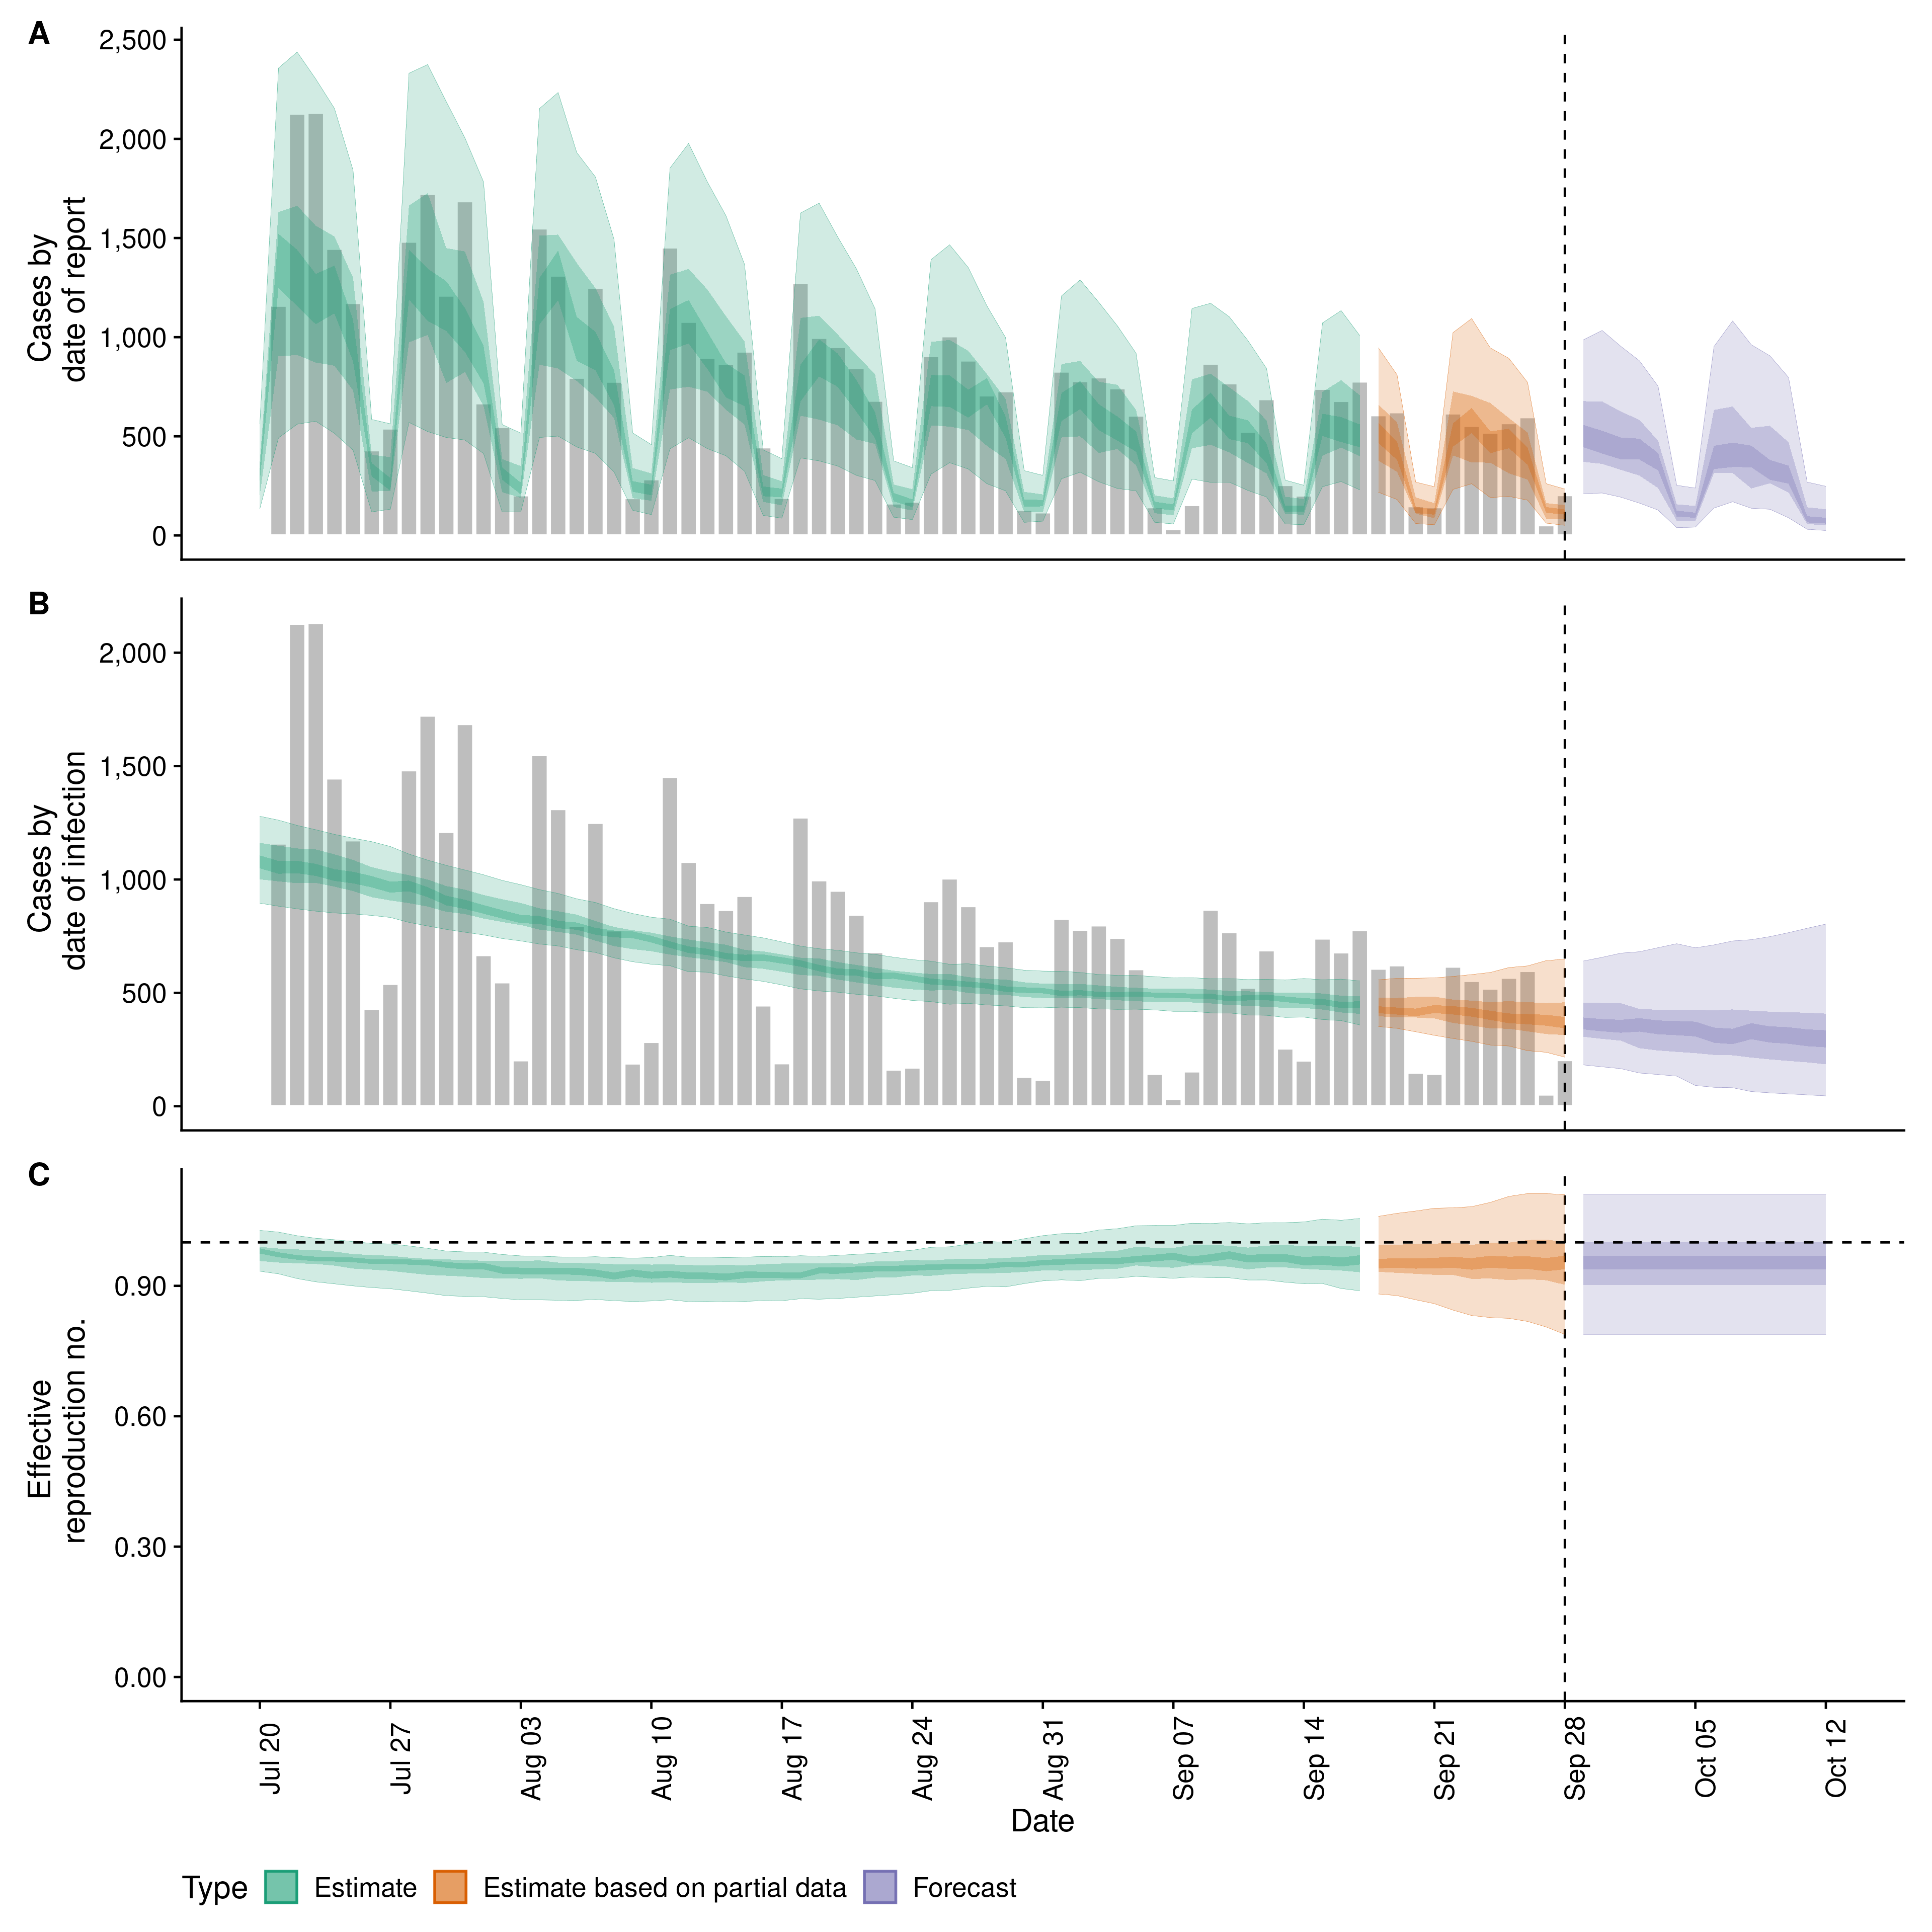 A
2,500
2,000
1,500
1,000
500
0
Cases by
date of report
B
2,000
1,500
1,000
500
0
Cases by
date of infection
C
0.90
0.60
0.30
0.00
Effective
reproduction no.
Jul 20
Jul 27
Aug 03
Aug 10
Aug 17
Aug 24
Aug 31
Sep 07
Sep 14
Sep 21
Sep 28
Oct 05
Oct 12
Date
Type Estimate Estimate based on partial data Forecast